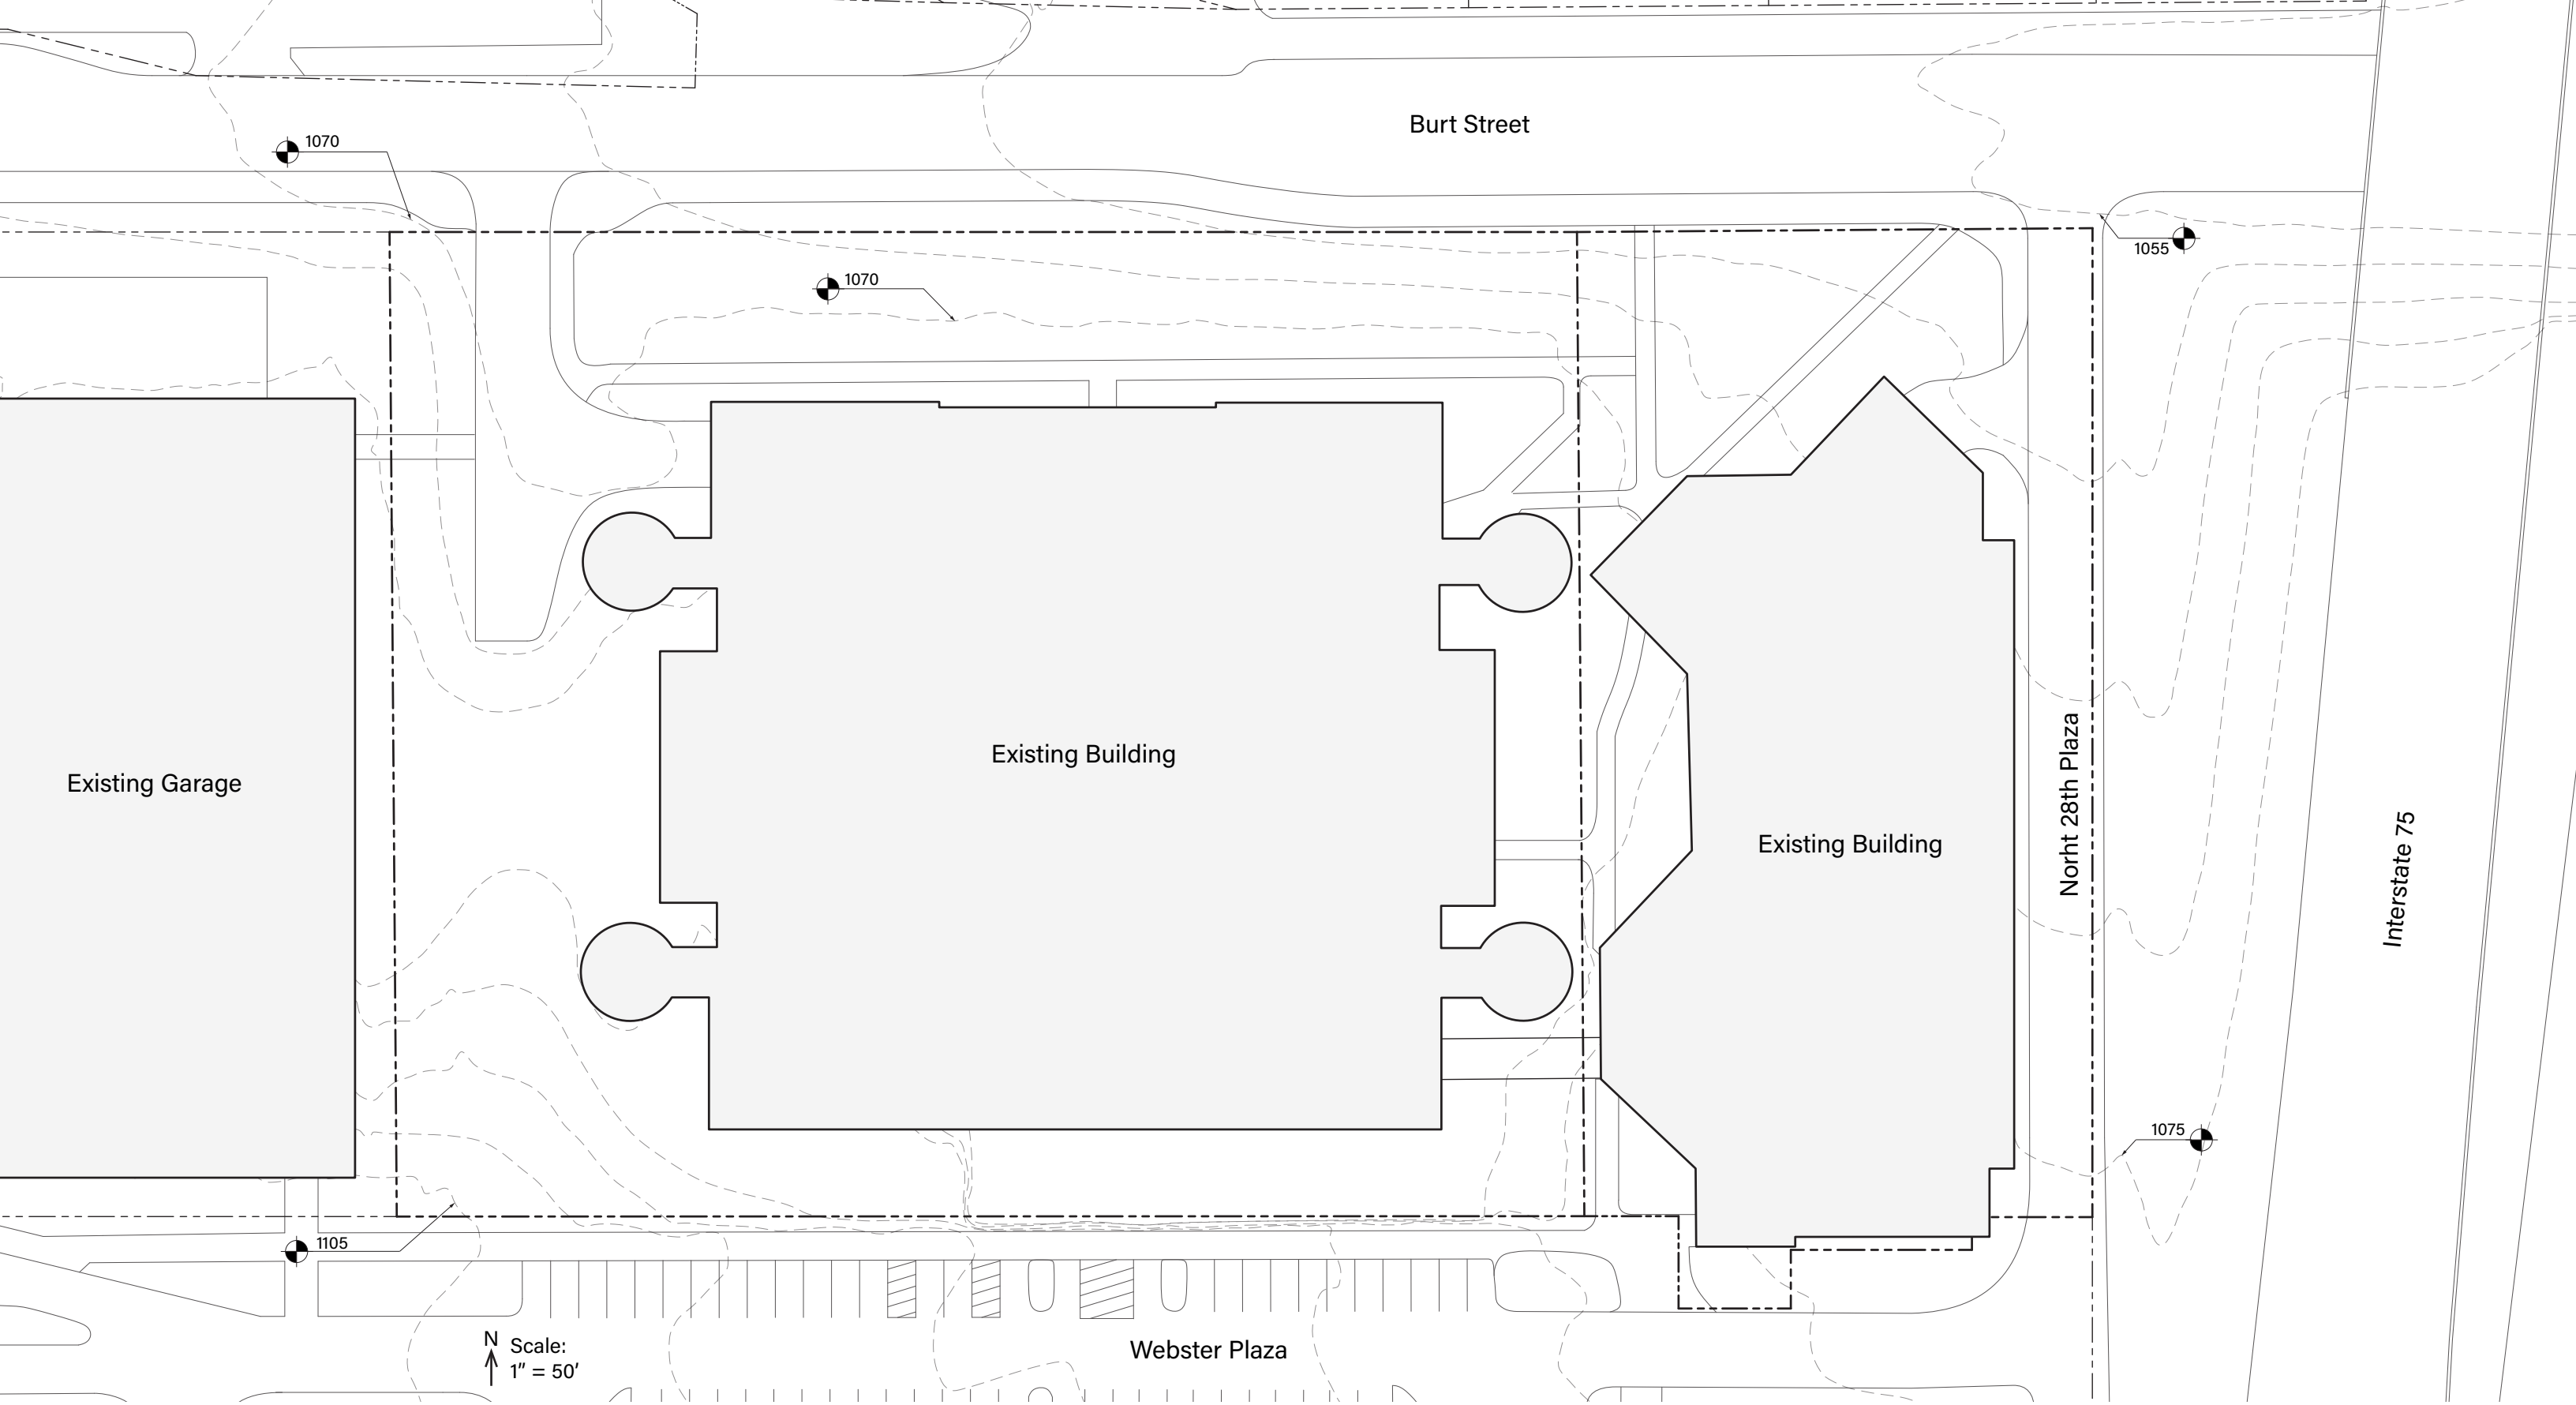 Burt Street
1070
1055
1070
Existing Building
Existing Garage
Existing Building
Norht 28th Plaza
Interstate 75
1075
1105
N
Scale:
1” = 50’
Webster Plaza